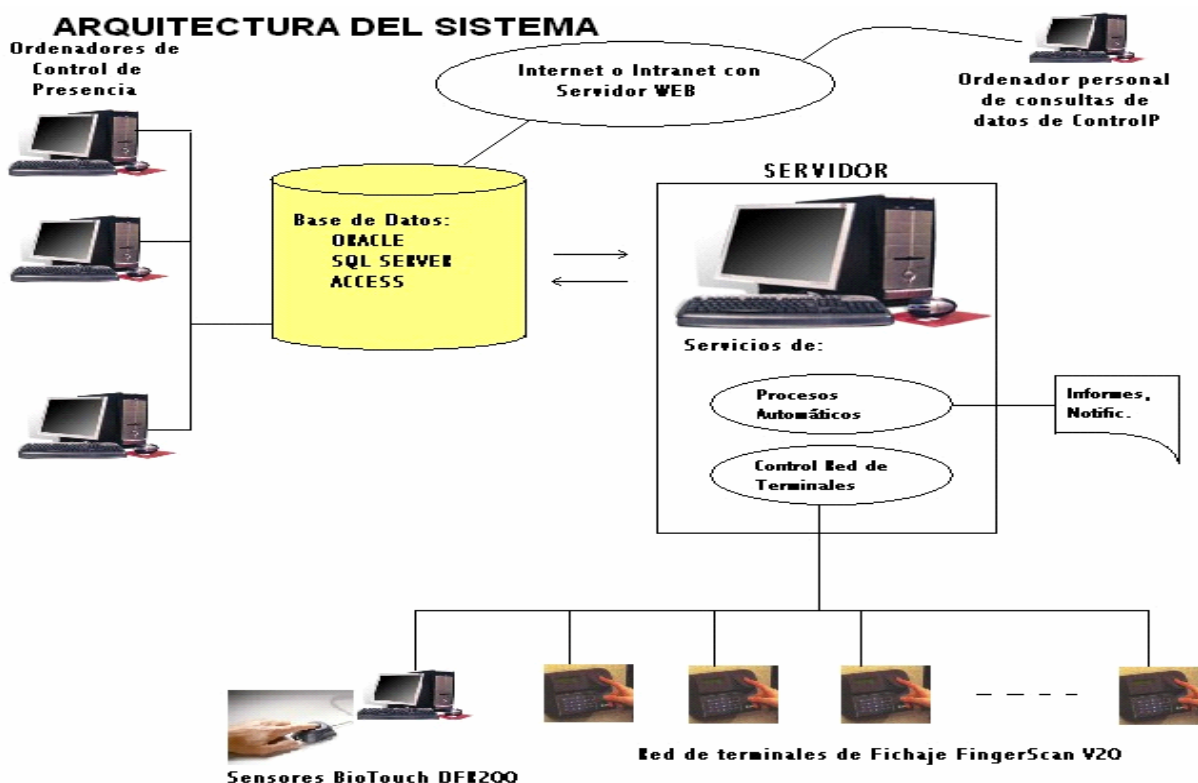 ARQUITECTURA DEL SISTEMA
Ordenadores de
Control de
Presencia
Internet o Intranet con
Servidor WEB
Ordenador personal
de consultas de
datos de ControlP
SERVIDOR
Base de Datos:
ORACLE
SQL SERVER
ACCESS
Servicios de:
Procesos
Automáticos
Informes,
Notific.
Control Red de
Terminales
Red de terminales de Fichaje FingerScan V20
Sensores BioTouch DFR200